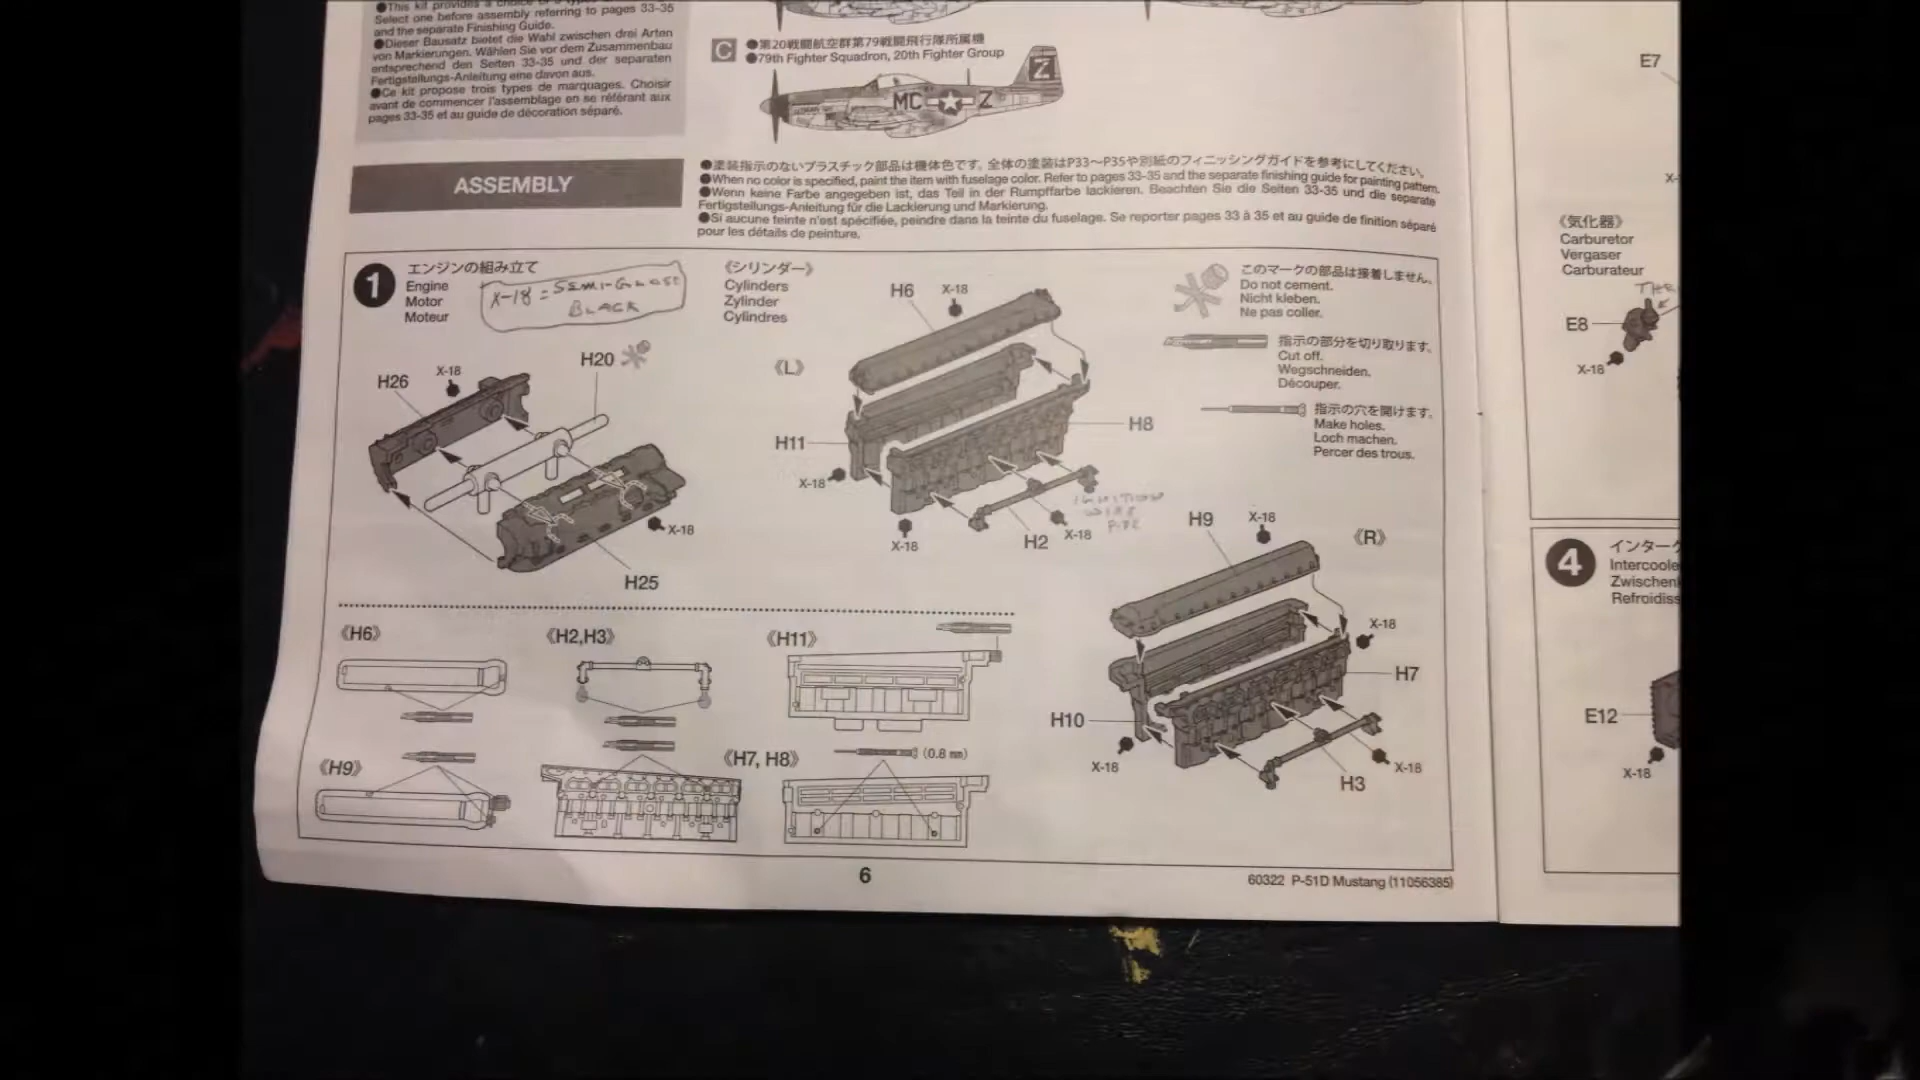 ●This kit provides a choice of 3 types
Select one before assembly referring to pages 33-35
and the separate Finishing Guide.
●Dieser Bausatz bietet die Wahl zwischen drei Arten
von Markierungen. Wählen Sie vor dem Zusammenbau
entsprechend den Seiten 33-35 und der separaten
Fertigstellungs-Anleitung eine davon aus.
●Ce kit propose trois types de marquages. Choisir
avant de commencer l'assemblage en se référant aux
pages 33-35 et au guide de décoration séparé.
C
●第20戦闘航空群第79戦闘飛行隊所属機
●79th Fighter Squadron, 20th Fighter Group
Z
MC
Z
ASSEMBLY
●塗装指示のないプラスチック部品は機体色です。全体の塗装はP33〜P35や別紙のフィニッシングガイドを参考にしてください。
●When no color is specified, paint the item with fuselage color. Refer to pages 33-35 and the separate finishing guide for painting pattern.
●Wenn keine Farbe angegeben ist, das Teil in der Rumpffarbe lackieren. Beachten Sie die Seiten 33-35 und die separate
Fertigstellungs-Anleitung für die Lackierung und Markierung.
●Si aucune teinte n'est spécifiée, peindre dans la teinte du fuselage. Se reporter pages 33 à 35 et au guide de finition séparé
pour les détails de peinture.
1
エンジンの組み立て
Engine
Motor
Moteur
X-18 = SEMI-GLOSS
BLACK
H26
X-18
H20
X-18
H25
《シリンダー》
Cylinders
Zylinder
Cylindres
《L》
H6
X-18
H11
H8
X-18
X-18
H2
X-18
IGNITION
WIRE
PIPE
このマークの部品は接着しません。
Do not cement.
Nicht kleben.
Ne pas coller.
指示の部分を切り取ります。
Cut off.
Wegschneiden.
Découper.
指示の穴を開けます。
Make holes.
Loch machen.
Percer des trous.
H9
X-18
《R》
X-18
H7
H10
X-18
X-18
H3
《H6》
《H2,H3》
《H11》
《H9》
《H7, H8》
(0.8 mm)
6
60322 P-51D Mustang (11056385)
E7
《気化器》
Carburetor
Vergaser
Carburateur
E8
X-18
4
インター
Intercoole
Zwischen
Refroidiss
E12
X-18